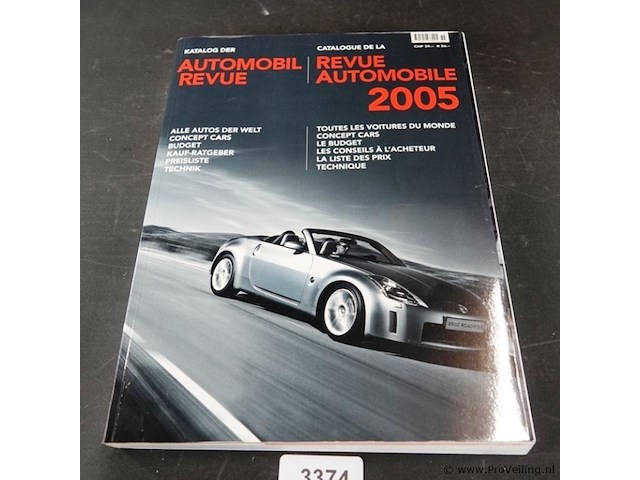 KATALOG DER
AUTOMOBIL
REVUE
CATALOGUE DE LA
REVUE
AUTOMOBILE
2005
ALLE AUTOS DER WELT
CONCEPT CARS
BUDGET
KAUF-RATGEBER
PREISLISTE
TECHNIK
TOUTES LES VOITURES DU MONDE
CONCEPT CARS
LE BUDGET
LES CONSEILS À L'ACHETEUR
LA LISTE DES PRIX
TECHNIQUE
350Z ROADSTER
3374
© www.ProVeiling.nl